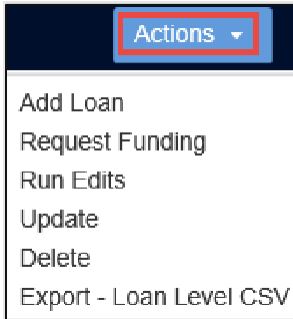 Actions
Add Loan
Request Funding
Run Edits
Update
Delete
Export - Loan Level CSV